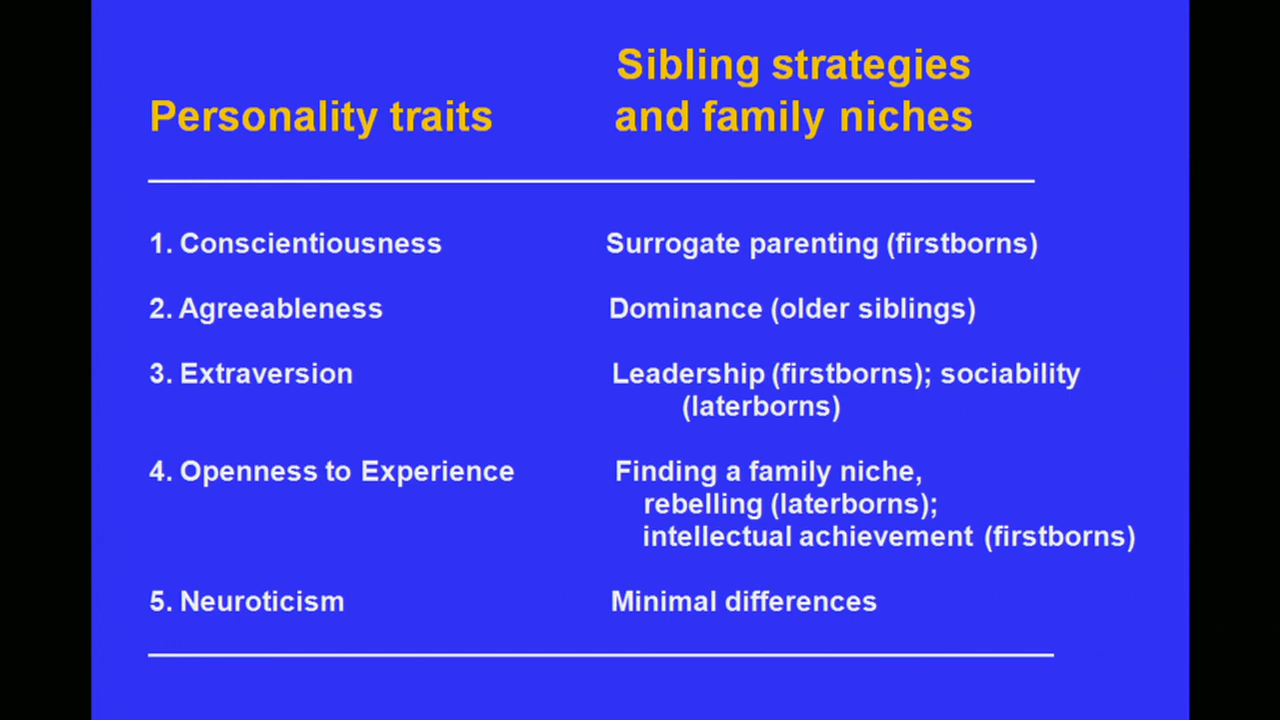 Personality traits
Sibling strategies
and family niches
1. Conscientiousness
Surrogate parenting (firstborns)
2. Agreeableness
Dominance (older siblings)
3. Extraversion
Leadership (firstborns); sociability
(laterborns)
4. Openness to Experience
Finding a family niche,
rebelling (laterborns);
intellectual achievement (firstborns)
5. Neuroticism
Minimal differences